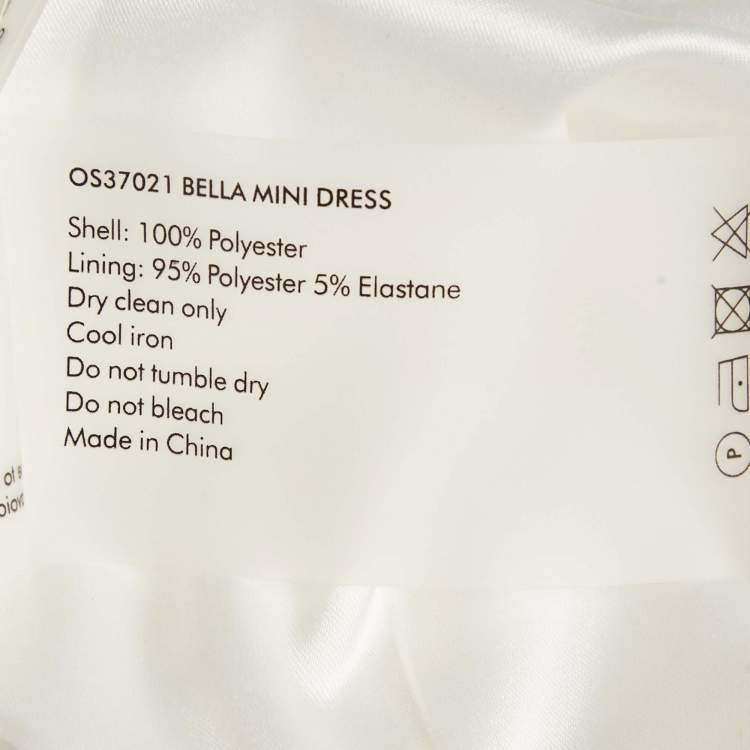 OS37021 BELLA MINI DRESS
Shell: 100% Polyester
Lining: 95% Polyester 5% Elastane
Dry clean only
Cool iron
Do not tumble dry
Do not bleach
Made in China
P
of